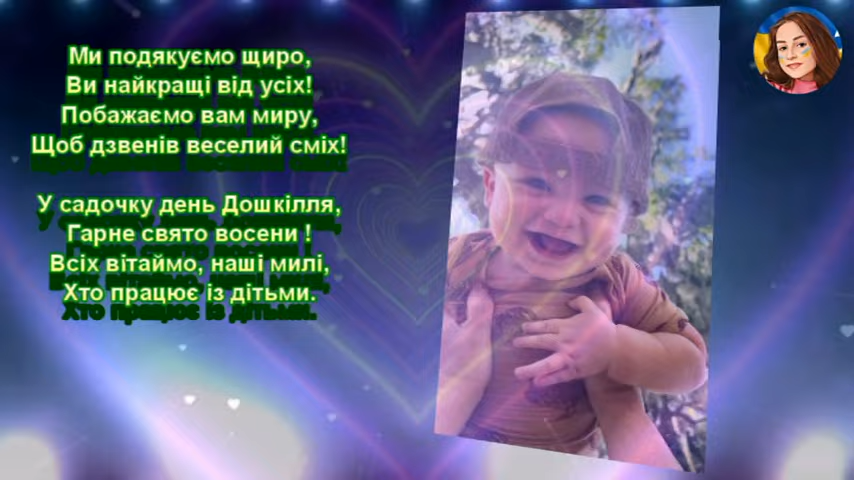 Ми подякуємо щиро,
Ви найкращі від усіх!
Побажаємо вам миру,
Щоб дзвенів веселий сміх!
У садочку день Дошкілля,
Гарне свято восени !
Всіх вітаймо, наші милі,
Хто працює із дітьми.